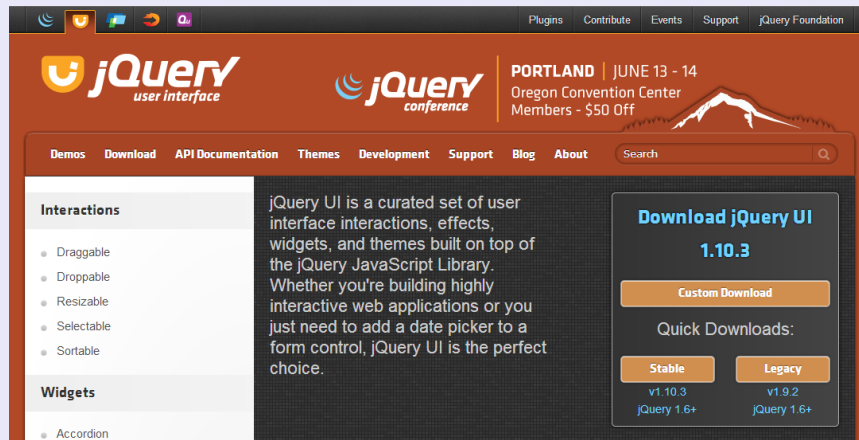 Qu
Plugins Contribute Events Support jQuery Foundation
jQuery
user interface
jQuery
conference
PORTLAND | JUNE 13 - 14
Oregon Convention Center
Members - $50 Off
Demos Download API Documentation Themes Development Support Blog About Search
Interactions
Draggable
Droppable
Resizable
Selectable
Sortable
Widgets
Accordion
jQuery UI is a curated set of user
interface interactions, effects,
widgets, and themes built on top of
the jQuery JavaScript Library.
Whether you're building highly
interactive web applications or you
just need to add a date picker to a
form control, jQuery UI is the perfect
choice.
Download jQuery UI
1.10.3
Custom Download
Quick Downloads:
Stable Legacy
v1.10.3 v1.9.2
jQuery 1.6+ jQuery 1.6+